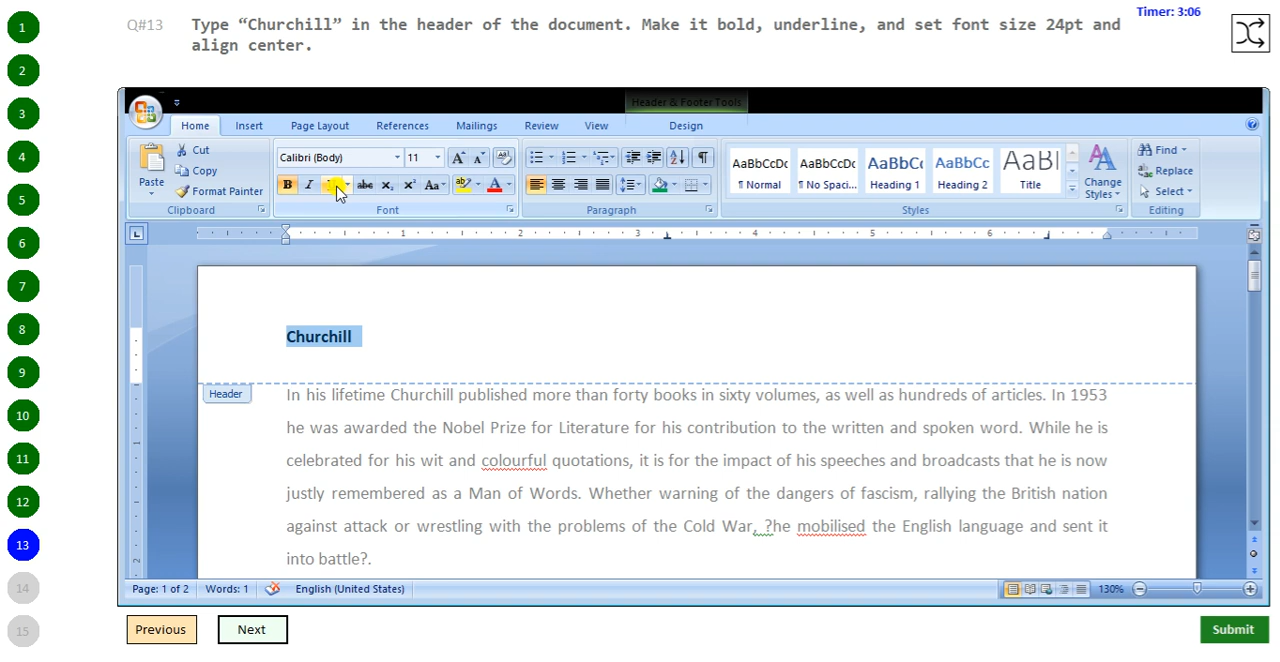 Timer: 3:06
Q#13
Type “Churchill” in the header of the document. Make it bold, underline, and set font size 24pt and
align center.
1
2
3
4
5
6
7
8
9
10
11
12
13
14
15
Header & Footer Tools
Home Insert Page Layout References Mailings Review View Design
Paste
Cut
Copy
Format Painter
Clipboard
Calibri (Body) 11
B I abc x₂ x² Aa A
Font
Paragraph
AaBbCcDc AaBbCcDc AaBbCc AaBbCc AaBl
¶ Normal ¶ No Spaci... Heading 1 Heading 2 Title
Change
Styles
Styles
Find
Replace
Select
Editing
1 2 3 4 5 6
Churchill
Header
In his lifetime Churchill published more than forty books in sixty volumes, as well as hundreds of articles. In 1953
he was awarded the Nobel Prize for Literature for his contribution to the written and spoken word. While he is
celebrated for his wit and colourful quotations, it is for the impact of his speeches and broadcasts that he is now
justly remembered as a Man of Words. Whether warning of the dangers of fascism, rallying the British nation
against attack or wrestling with the problems of the Cold War, ?he mobilised the English language and sent it
into battle?.
Page: 1 of 2 Words: 1 English (United States) 130%
Previous Next Submit